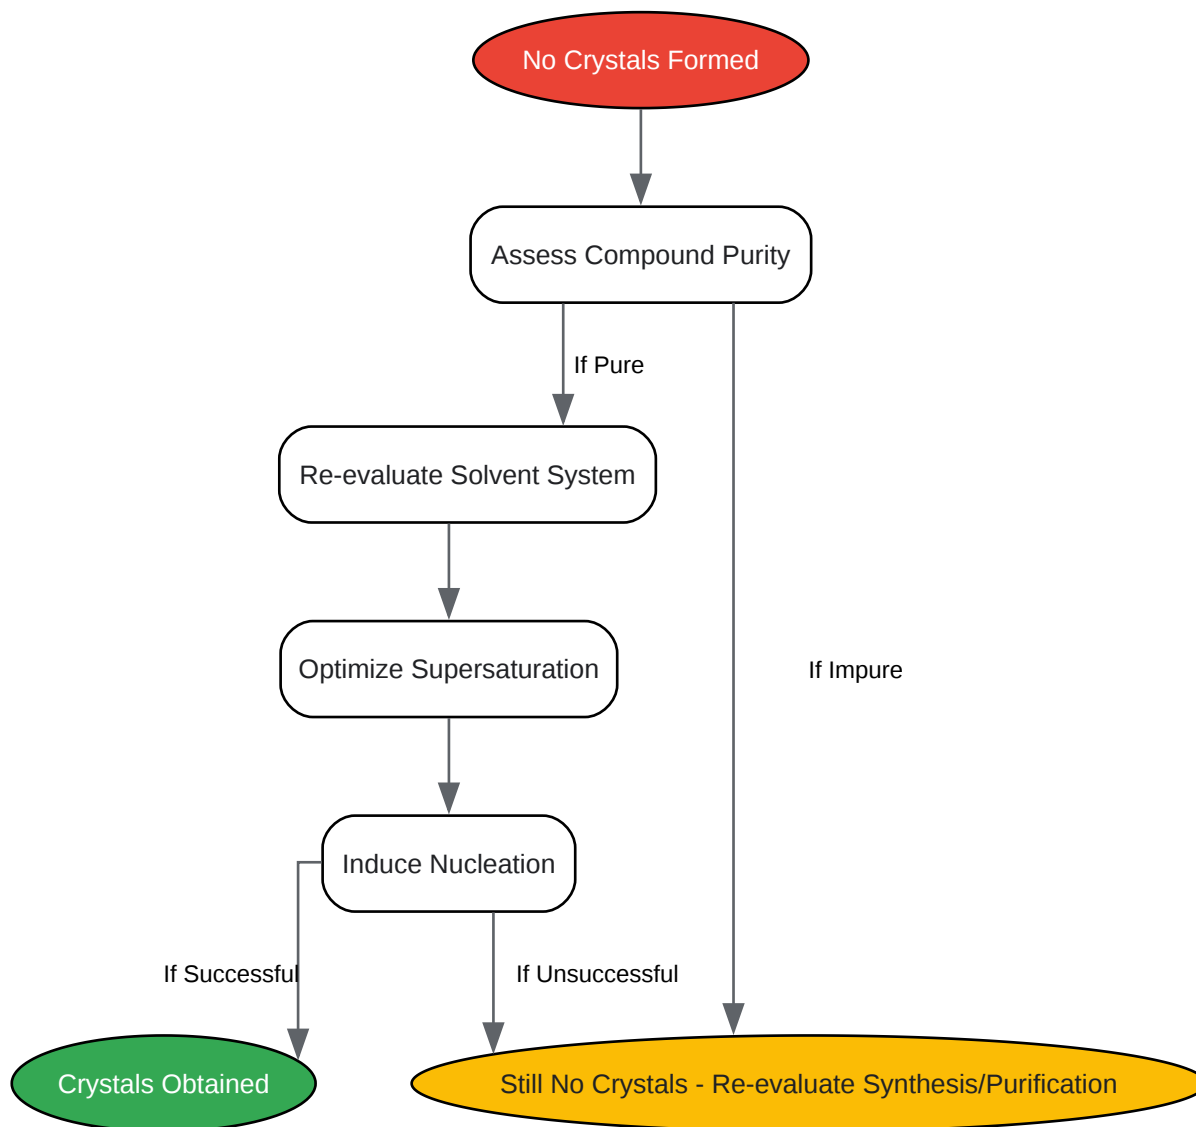 No Crystals Formed
Assess Compound Purity
If Pure
Re-evaluate Solvent System
Optimize Supersaturation
If Impure
Induce Nucleation
If Successful
If Unsuccessful
Crystals Obtained
Still No Crystals - Re-evaluate Synthesis/Purification